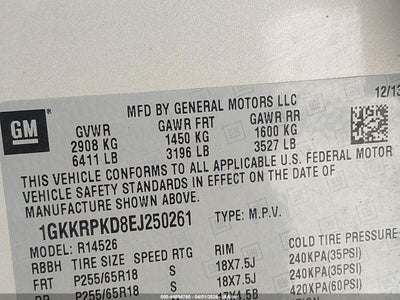 MFD BY GENERAL MOTORS LLC
12/13
GM
GVWR GAWR FRT GAWR RR
2908 KG 1450 KG 1600 KG
6411 LB 3196 LB 3527 LB
THIS VEHICLE CONFORMS TO ALL APPLICABLE U.S. FEDERAL MOTOR
VEHICLE SAFETY STANDARDS IN EFFECT ON THE DATE OF
MANUFACTURE SHOWN ABOVE.
1GKKRPKD8EJ250261 TYPE: M.P.V.
MODEL: R14526
RBBH TIRE SIZE SPEED RTG RIM COLD TIRE PRESSURE
FRT P255/65R18 S 18X7.5J 240KPA(35PSI)
RR P255/65R18 S 18X7.5J 240KPA(35PSI)
420KPA(60PSI)